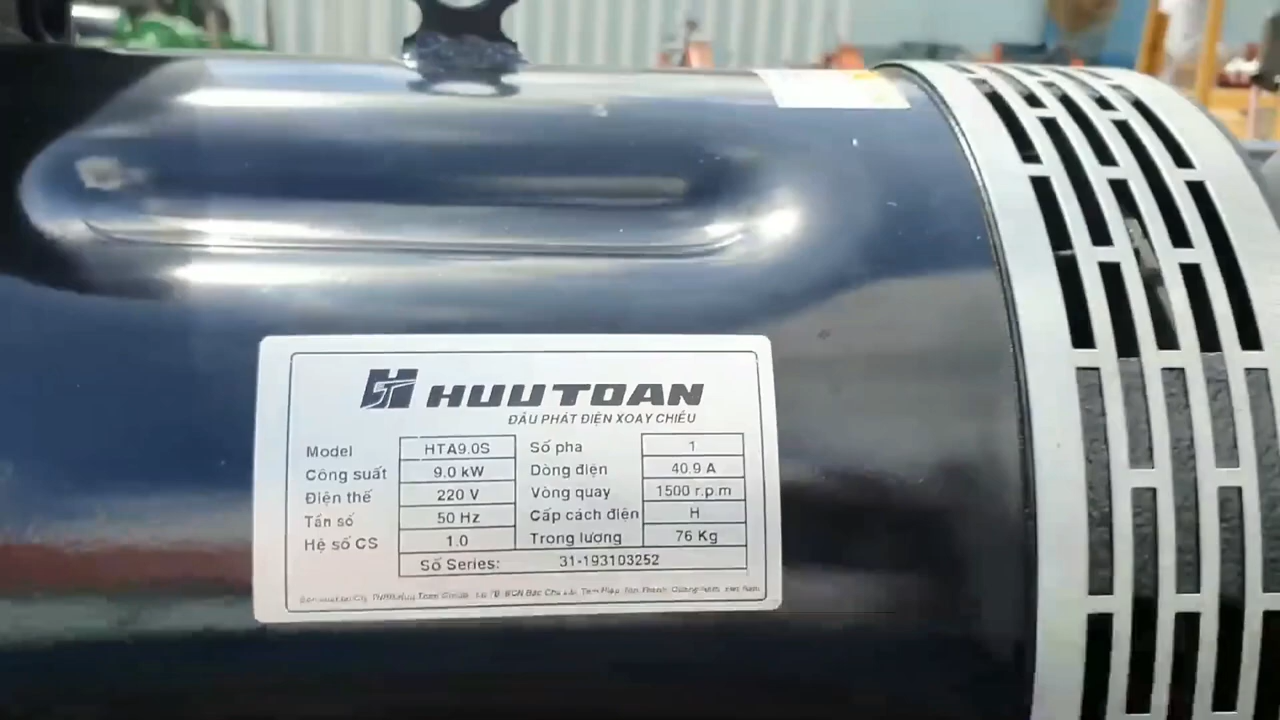 HUUTOAN
ĐẦU PHÁT ĐIỆN XOAY CHIỀU
Model HTA9.0S Số pha 1
Công suất 9.0 kW Dòng điện 40.9 A
Điện thế 220 V Vòng quay 1500 r.p.m
Tần số 50 Hz Cấp cách điện H
Hệ số CS 1.0 Trong lượng 76 Kg
Số Series: 31-193103252